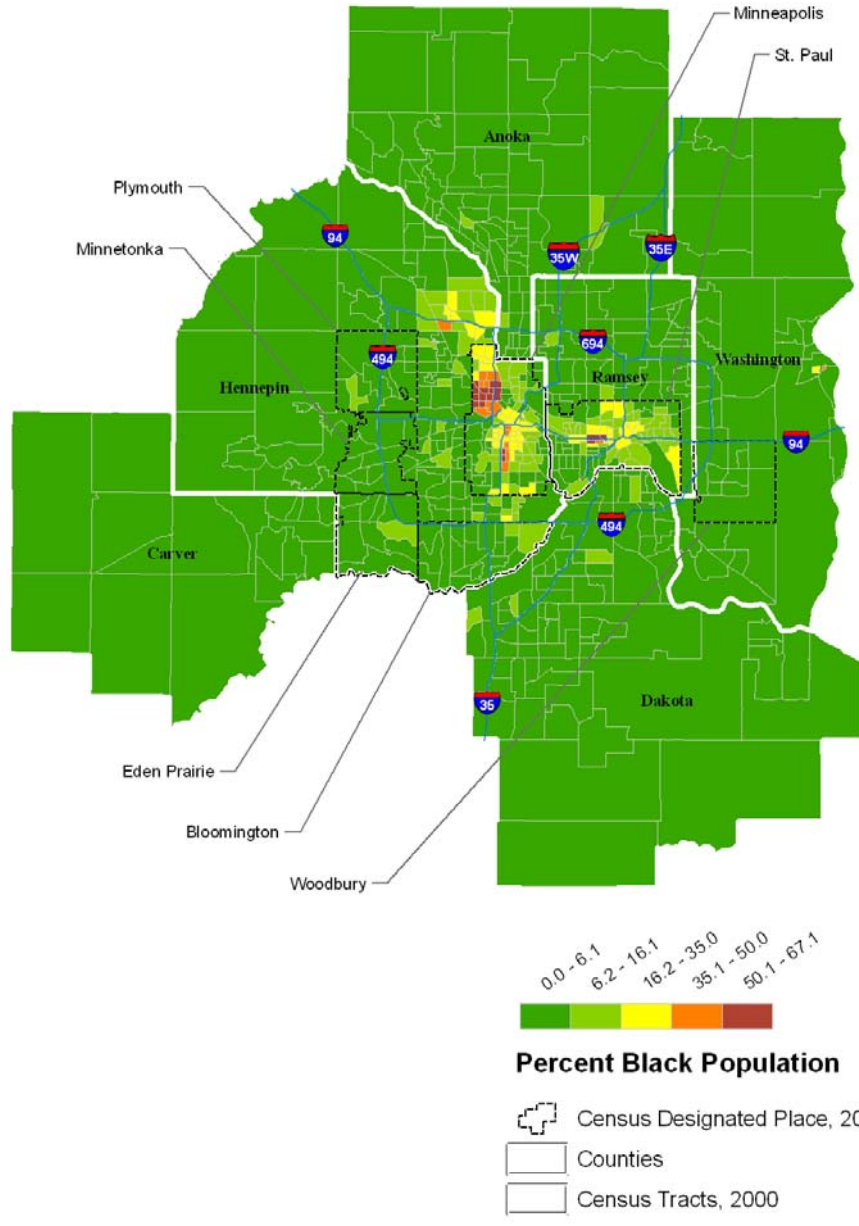 Minneapolis
St. Paul
Anoka
Plymouth
Minnetonka
94
35W
35E
494
694
Washington
Hennepin
Ramsey
94
494
Carver
35
Dakota
Eden Prairie
Bloomington
Woodbury
0.0 - 6.1
6.2 - 16.1
16.2 - 35.0
35.1 - 50.0
50.1 - 67.1
Percent Black Population
Census Designated Place, 20
Counties
Census Tracts, 2000